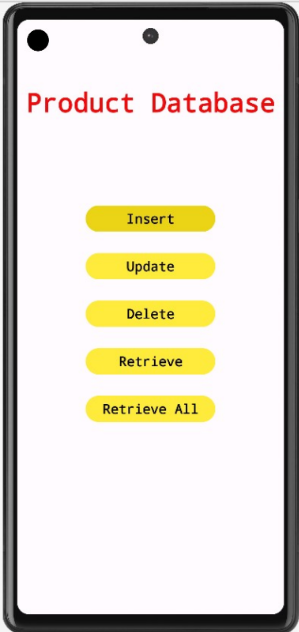 Product Database
Insert
Update
Delete
Retrieve
Retrieve All